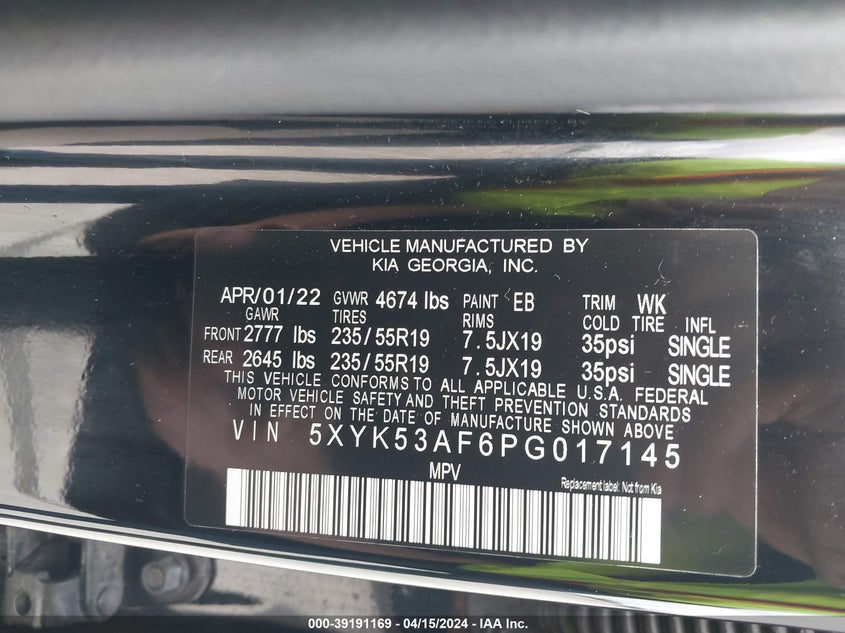 VEHICLE MANUFACTURED BY
KIA GEORGIA, INC.
APR/01/22 GVWR 4674 lbs PAINT EB TRIM WK
GAWR TIRES RIMS COLD TIRE INFL
FRONT 2777 lbs 235/55R19 7.5JX19 35psi SINGLE
REAR 2645 lbs 235/55R19 7.5JX19 35psi SINGLE
THIS VEHICLE CONFORMS TO ALL APPLICABLE U.S.A. FEDERAL
MOTOR VEHICLE SAFETY AND THEFT PREVENTION STANDARDS
IN EFFECT ON THE DATE OF MANUFACTURE SHOWN ABOVE
VIN 5XYK53AF6PG017145
MPV
Replacement label: Not from Kia
000-39191169 - 04/15/2024 - IAA Inc.